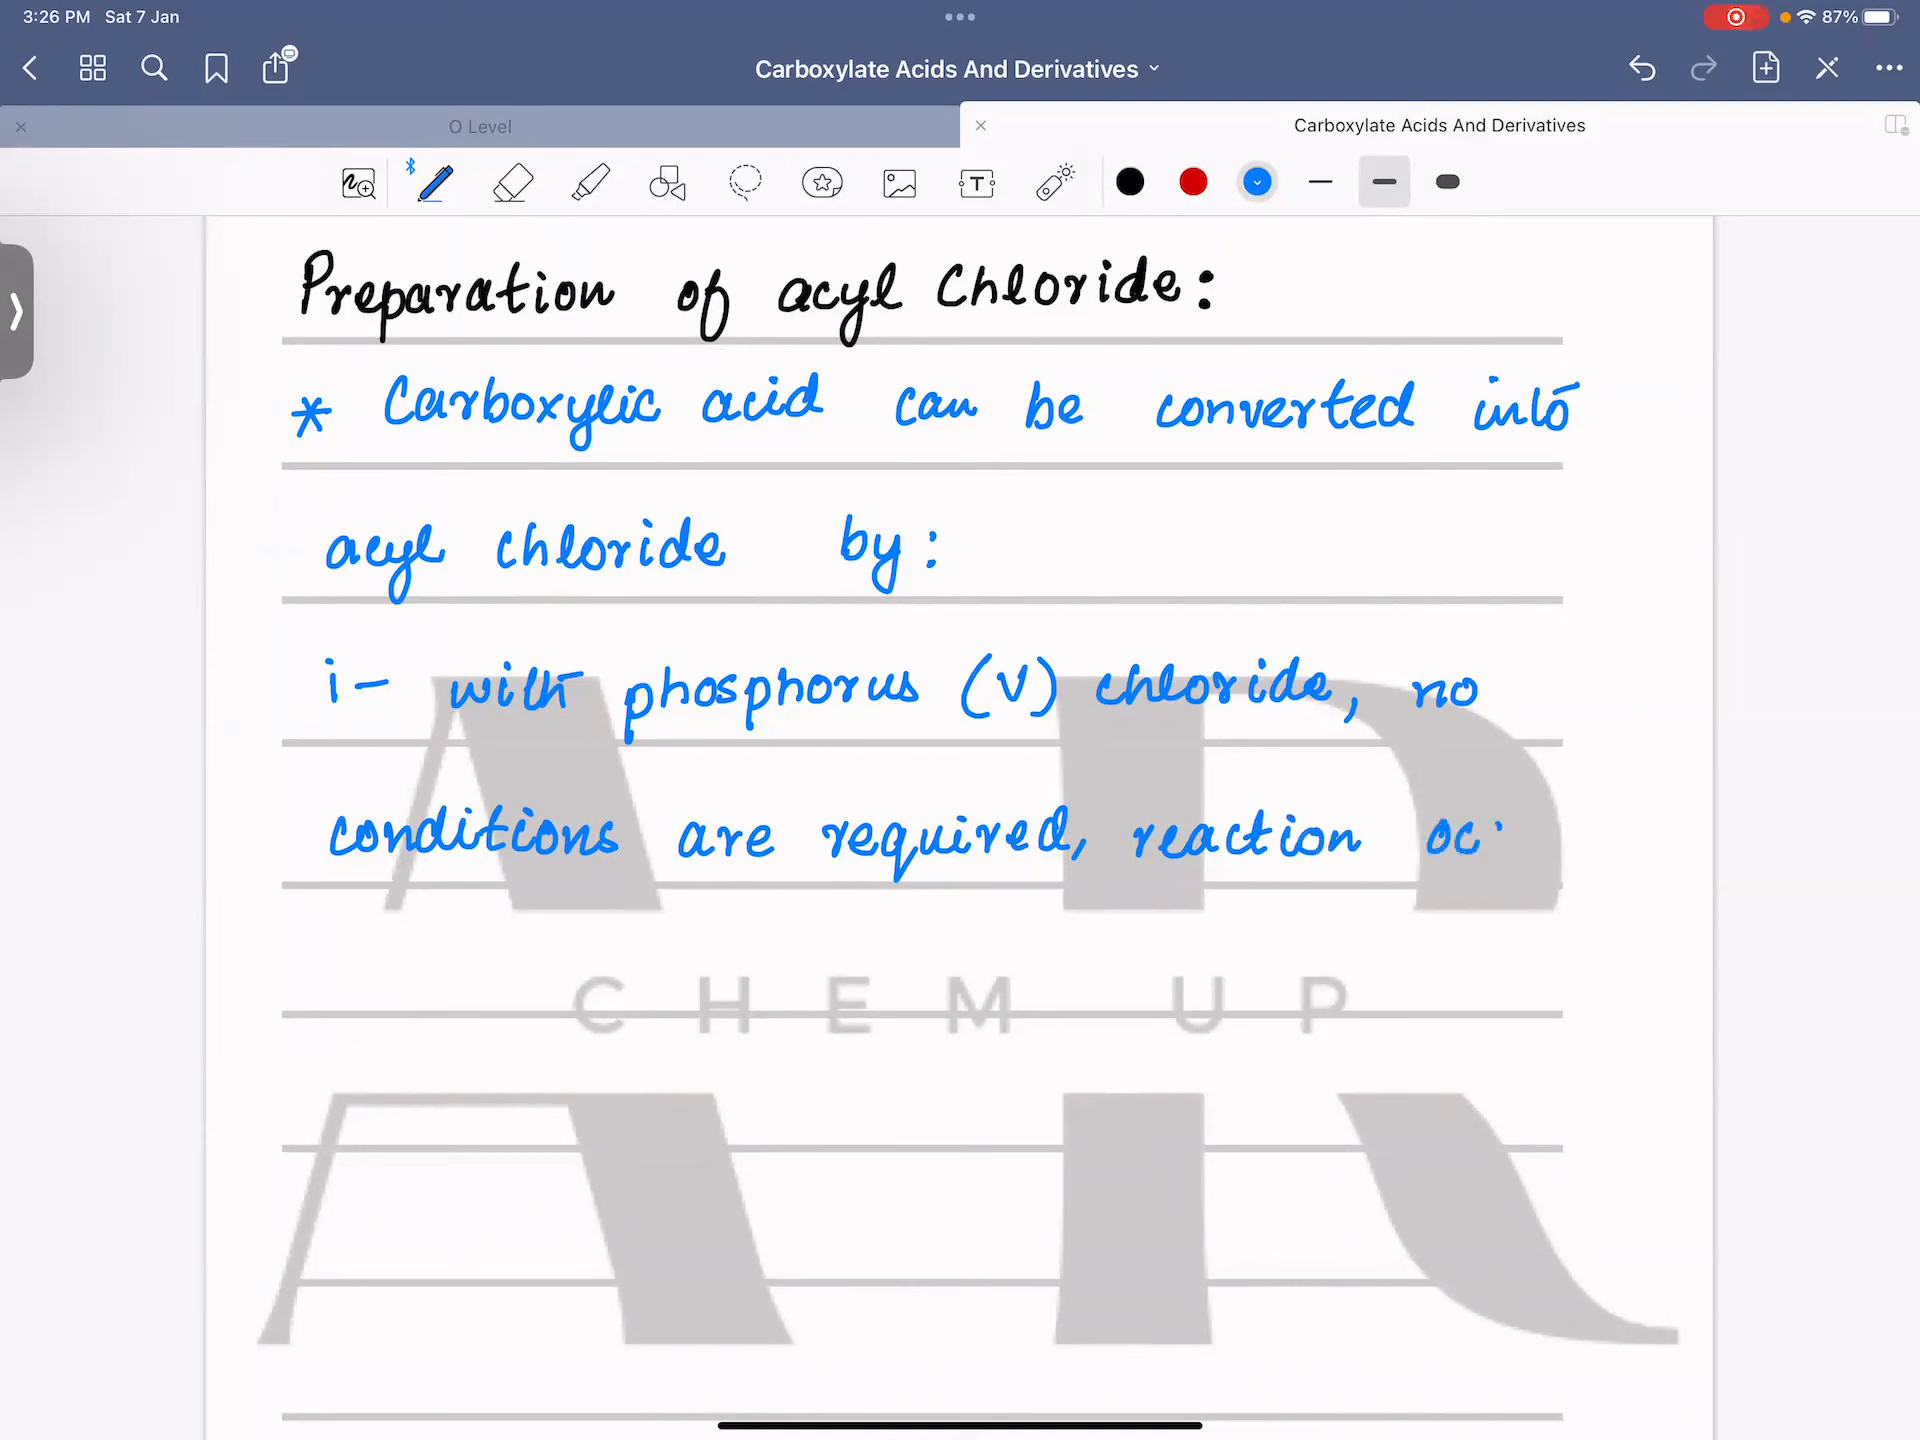 3:26 PM Sat 7 Jan
87%
Carboxylate Acids And Derivatives
O Level
Carboxylate Acids And Derivatives
T
Preparation of acyl Chloride:
* Carboxylic acid can be converted into
acyl chloride by:
i- with phosphorus (V) chloride, no
conditions are required, reaction oc
CHEM UP
AR